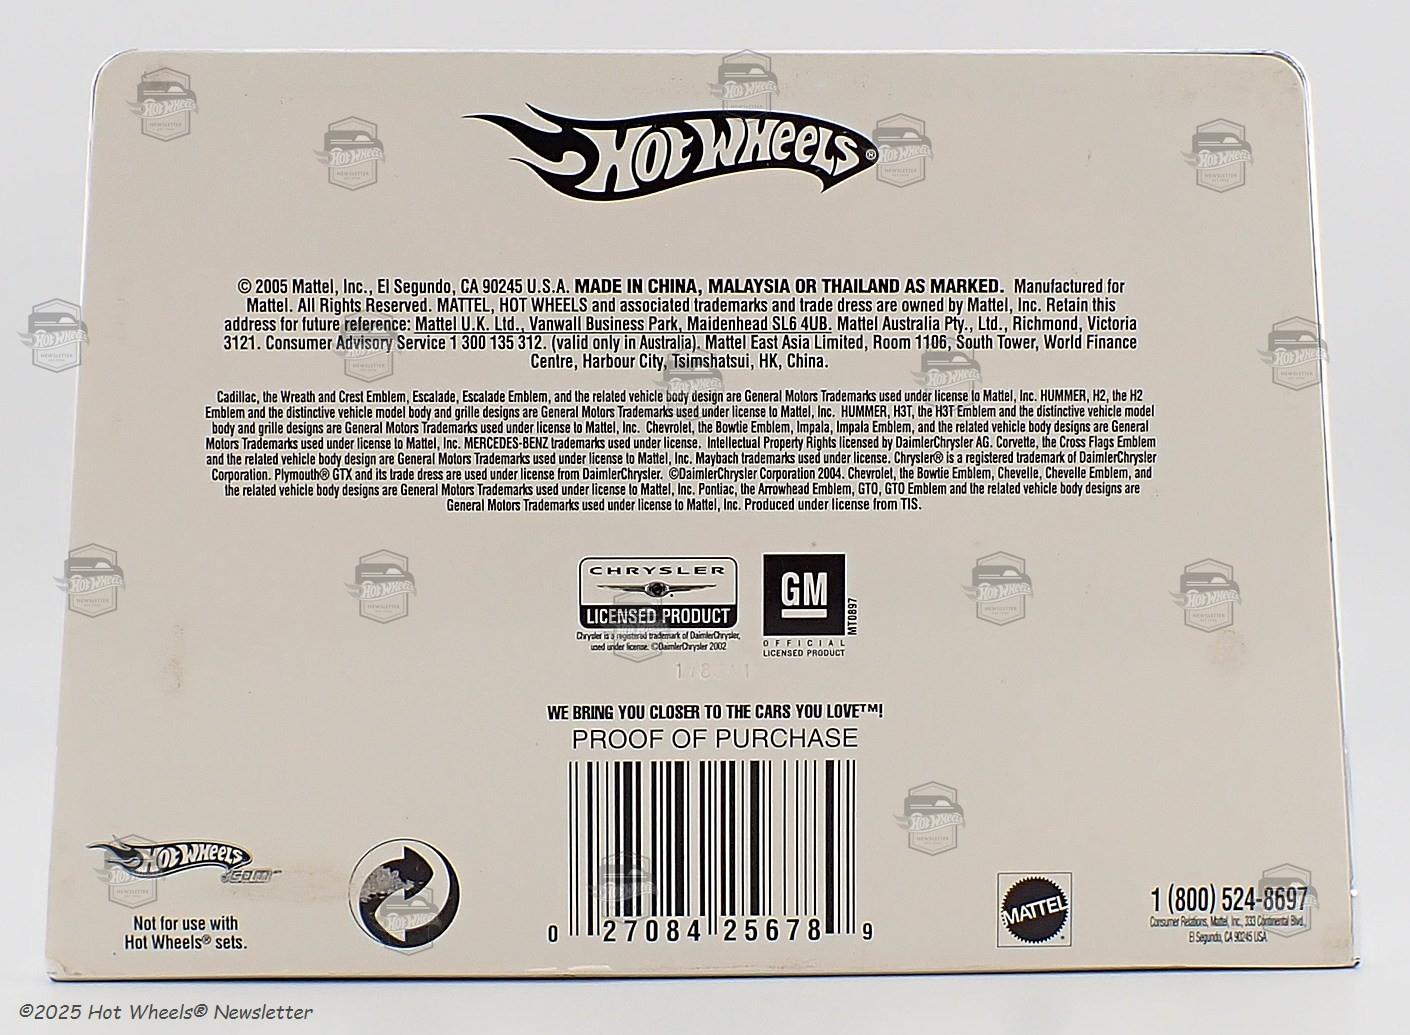 HOT WHEELS®
© 2005 Mattel, Inc., El Segundo, CA 90245 U.S.A. MADE IN CHINA, MALAYSIA OR THAILAND AS MARKED. Manufactured for
Mattel. All Rights Reserved. MATTEL, HOT WHEELS and associated trademarks and trade dress are owned by Mattel, Inc. Retain this
address for future reference: Mattel U.K. Ltd., Vanwall Business Park, Maidenhead SL6 4UB. Mattel Australia Pty., Ltd., Richmond, Victoria
3121. Consumer Advisory Service 1 300 135 312. (valid only in Australia). Mattel East Asia Limited, Room 1106, South Tower, World Finance
Centre, Harbour City, Tsimshatsui, HK, China.
Cadillac, the Wreath and Crest Emblem, Escalade, Escalade Emblem, and the related vehicle body design are General Motors Trademarks used under license to Mattel, Inc. HUMMER, H2, the H2
Emblem and the distinctive vehicle model body and grille designs are General Motors Trademarks used under license to Mattel, Inc. HUMMER, H3T, the H3T Emblem and the distinctive vehicle model
body and grille designs are General Motors Trademarks used under license to Mattel, Inc. Chevrolet, the Bowtie Emblem, Impala, Impala Emblem, and the related vehicle body designs are General
Motors Trademarks used under license to Mattel, Inc. MERCEDES-BENZ trademarks used under license. Intellectual Property Rights licensed by DaimlerChrysler AG. Corvette, the Cross Flags Emblem
and the related vehicle body design are General Motors Trademarks used under license to Mattel, Inc. Maybach trademarks used under license. Chrysler® is a registered trademark of DaimlerChrysler
Corporation. Plymouth® GTX and its trade dress are used under license from DaimlerChrysler. ©DaimlerChrysler Corporation 2004. Chevrolet, the Bowtie Emblem, Chevelle, Chevelle Emblem, and
the related vehicle body designs are General Motors Trademarks used under license to Mattel, Inc. Pontiac, the Arrowhead Emblem, GTO, GTO Emblem and the related vehicle body designs are
General Motors Trademarks used under license to Mattel, Inc. Produced under license from TIS.
CHRYSLER
LICENSED PRODUCT
Chrysler is a registered trademark of DaimlerChrysler,
used under license. ©DaimlerChrysler 2002
GM
MT0897
OFFICIAL
LICENSED PRODUCT
WE BRING YOU CLOSER TO THE CARS YOU LOVE™!
PROOF OF PURCHASE
0 27084 25678 9
HOT WHEELS
.COM
Not for use with
Hot Wheels® sets.
MATTEL
1 (800) 524-8697
Consumer Relations, Mattel, Inc., 333 Continental Blvd.,
El Segundo, CA 90245 USA.
©2025 Hot Wheels® Newsletter